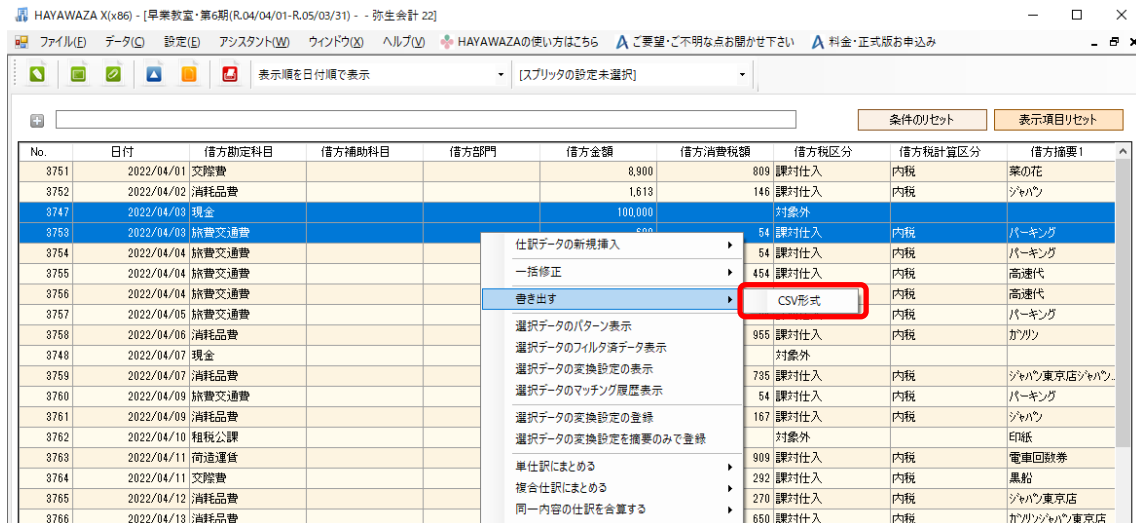 HAYAWAZA X(x86) - [早業教室・第6期(R.04/04/01-R.05/03/31) - - 弥生会計 22]
ファイル(F) データ(C) 設定(E) アシスタント(W) ウィンドウ(X) ヘルプ(V) HAYAWAZAの使い方はこちら ご要望・ご不明な点お聞かせ下さい 料金・正式版お申込み
表示順を日付順で表示 [スプリッタの設定未選択]
条件のリセット 表示項目リセット
No. 日付 借方勘定科目 借方補助科目 借方部門 借方金額 借方消費税額 借方税区分 借方税計算区分 借方摘要1
3751 2022/04/01 交際費 8,900 809 課対仕入 内税 菜の花
3752 2022/04/02 消耗品費 1,613 146 課対仕入 内税 ジャパン
3747 2022/04/03 現金 100,000 対象外
3753 2022/04/03 旅費交通費 54 課対仕入 内税 パーキング
仕訳データの新規挿入
3754 2022/04/04 旅費交通費 54 課対仕入 内税 パーキング
3755 2022/04/04 旅費交通費 一括修正 454 課対仕入 内税 高速代
3756 2022/04/04 旅費交通費 書き出す CSV形式 内税 高速代
3757 2022/04/05 旅費交通費 内税 パーキング
選択データのパターン表示
3758 2022/04/06 消耗品費 955 課対仕入 内税 ガソリン
選択データのフィルタ済データ表示
3748 2022/04/07 現金 対象外
選択データの変換設定の表示
3759 2022/04/07 消耗品費 735 課対仕入 内税 ジャパン東京店ジャパン...
選択データのマッチング履歴表示
3760 2022/04/09 旅費交通費 54 課対仕入 内税 パーキング
3761 2022/04/09 消耗品費 選択データの変換設定の登録 167 課対仕入 内税 ジャパン
3762 2022/04/10 租税公課 選択データの変換設定を摘要のみで登録 対象外 印紙
3763 2022/04/11 荷造運賃 単仕訳にまとめる 909 課対仕入 内税 電車回数券
3764 2022/04/11 交際費 複合仕訳にまとめる 292 課対仕入 内税 黒船
3765 2022/04/12 消耗品費 270 課対仕入 内税 ジャパン東京店
同一内容の仕訳を合算する
3766 2022/04/13 消耗品費 650 課対仕入 内税 ガソリンジャパン東京店